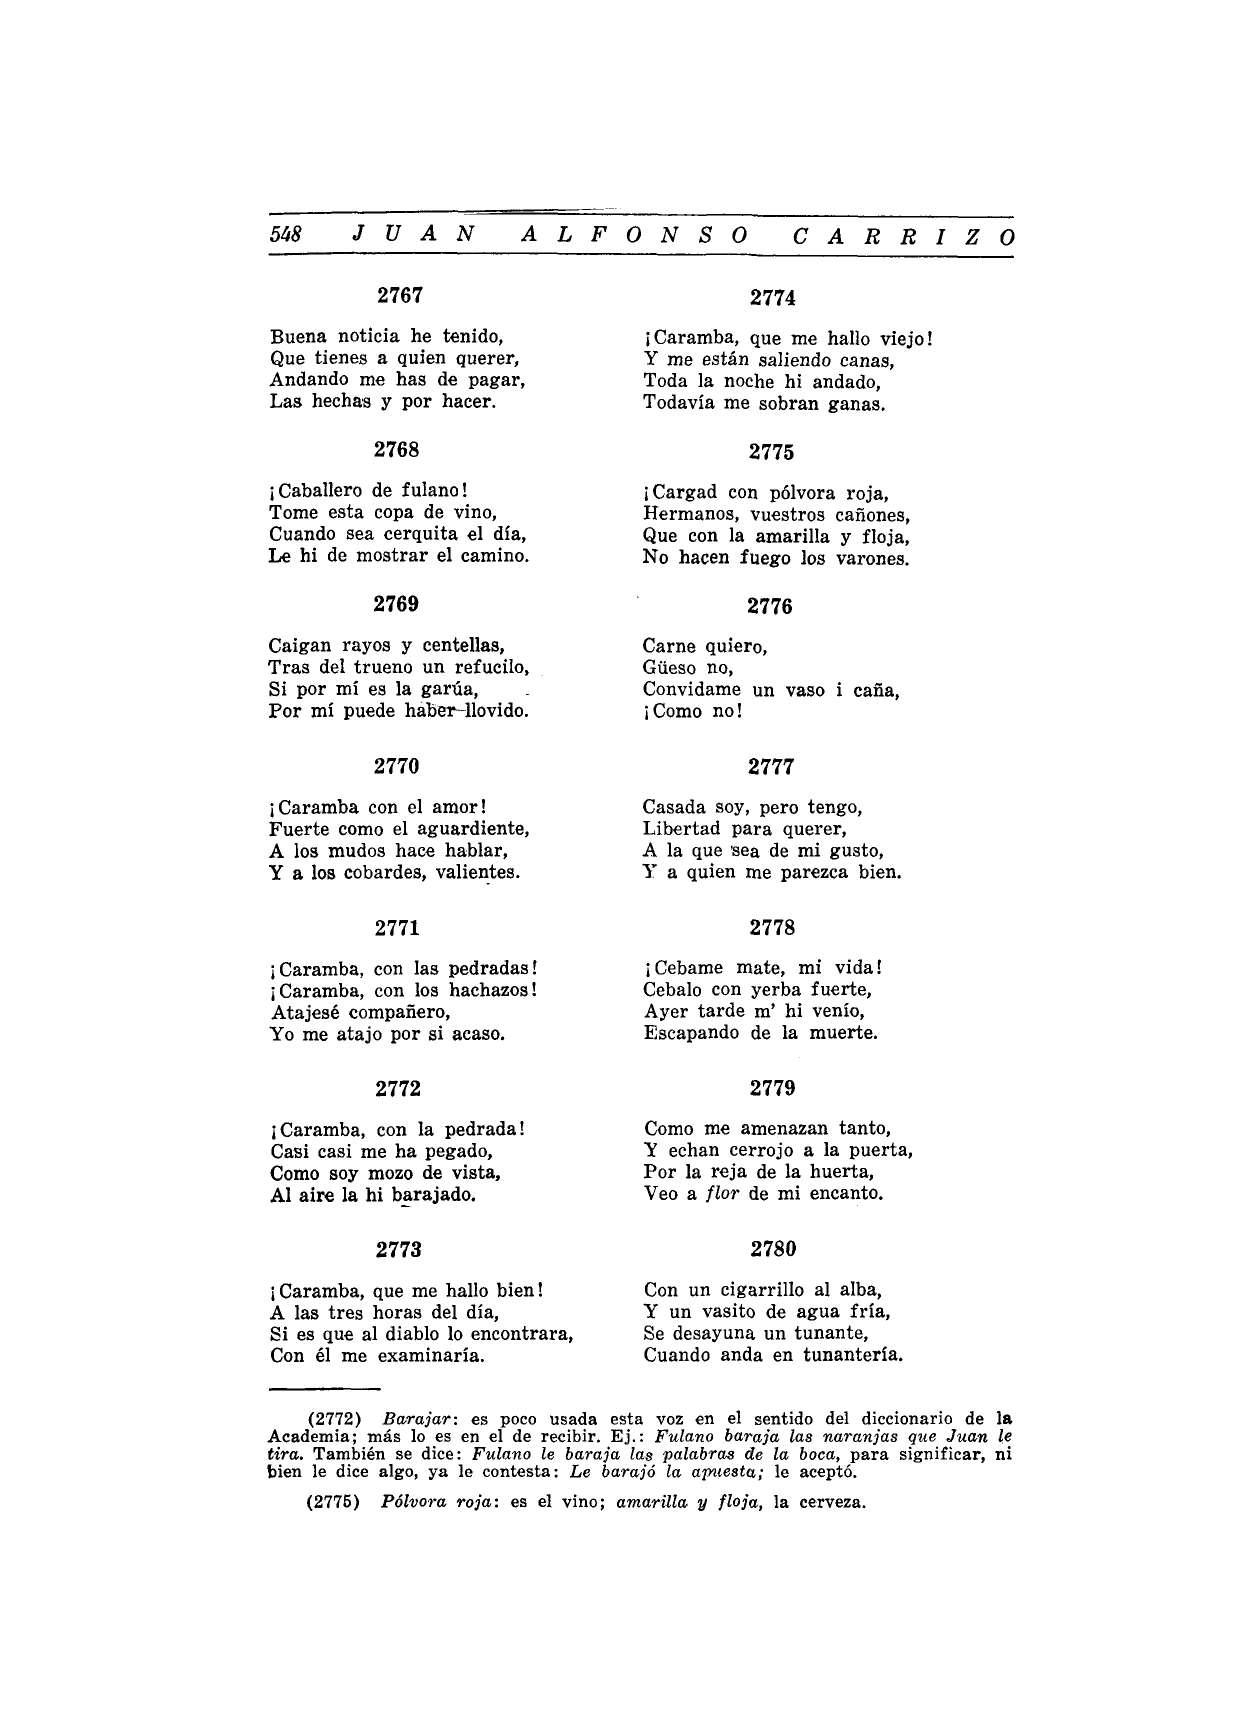 548 JUAN ALFONSO CARRIZO
2767
Buena noticia he tenido,
Que tienes a quien querer,
Andando me has de pagar,
Las hechas y por hacer.
2768
¡Caballero de fulano!
Tome esta copa de vino,
Cuando sea cerquita el día,
Le hi de mostrar el camino.
2769
Caigan rayos y centellas,
Tras del trueno un refucilo,
Si por mí es la garúa,
Por mí puede haber llovido.
2770
¡Caramba con el amor!
Fuerte como el aguardiente,
A los mudos hace hablar,
Y a los cobardes, valientes.
2771
¡Caramba, con las pedradas!
¡Caramba, con los hachazos!
Atajesé compañero,
Yo me atajo por si acaso.
2772
¡Caramba, con la pedrada!
Casi casi me ha pegado,
Como soy mozo de vista,
Al aire la hi barajado.
2773
¡Caramba, que me hallo bien!
A las tres horas del día,
Si es que al diablo lo encontrara,
Con él me examinaría.
2774
¡Caramba, que me hallo viejo!
Y me están saliendo canas,
Toda la noche hi andado,
Todavía me sobran ganas.
2775
¡Cargad con pólvora roja,
Hermanos, vuestros cañones,
Que con la amarilla y floja,
No hacen fuego los varones.
2776
Carne quiero,
Güeso no,
Convidame un vaso i caña,
¡Como no!
2777
Casada soy, pero tengo,
Libertad para querer,
A la que sea de mi gusto,
Y a quien me parezca bien.
2778
¡Cebame mate, mi vida!
Cebalo con yerba fuerte,
Ayer tarde m' hi venío,
Escapando de la muerte.
2779
Como me amenazan tanto,
Y echan cerrojo a la puerta,
Por la reja de la huerta,
Veo a flor de mi encanto.
2780
Con un cigarrillo al alba,
Y un vasito de agua fría,
Se desayuna un tunante,
Cuando anda en tunantería.
(2772) Barajar: es poco usada esta voz en el sentido del diccionario de la
Academia; más lo es en el de recibir. Ej.: Fulano baraja las naranjas que Juan le
tira. También se dice: Fulano le baraja las palabras de la boca, para significar, ni
bien le dice algo, ya le contesta: Le barajó la apuesta; le aceptó.
(2775) Pólvora roja: es el vino; amarilla y floja, la cerveza.